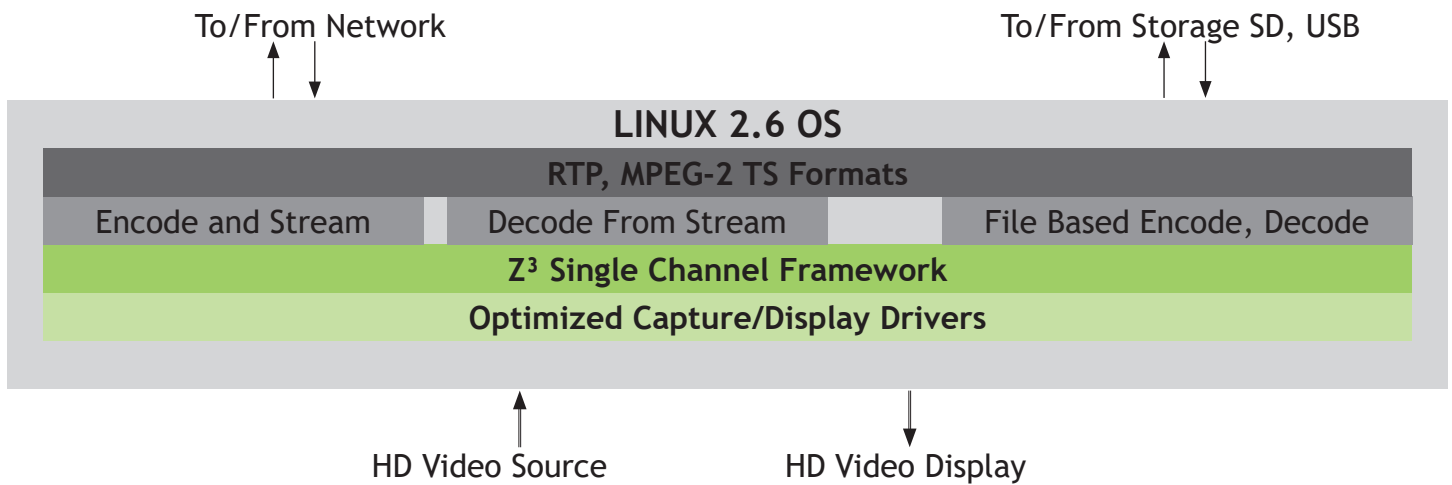 To/From Network
To/From Storage SD, USB
LINUX 2.6 OS
RTP, MPEG-2 TS Formats
Encode and Stream
Decode From Stream
File Based Encode, Decode
Z³ Single Channel Framework
Optimized Capture/Display Drivers
HD Video Source
HD Video Display